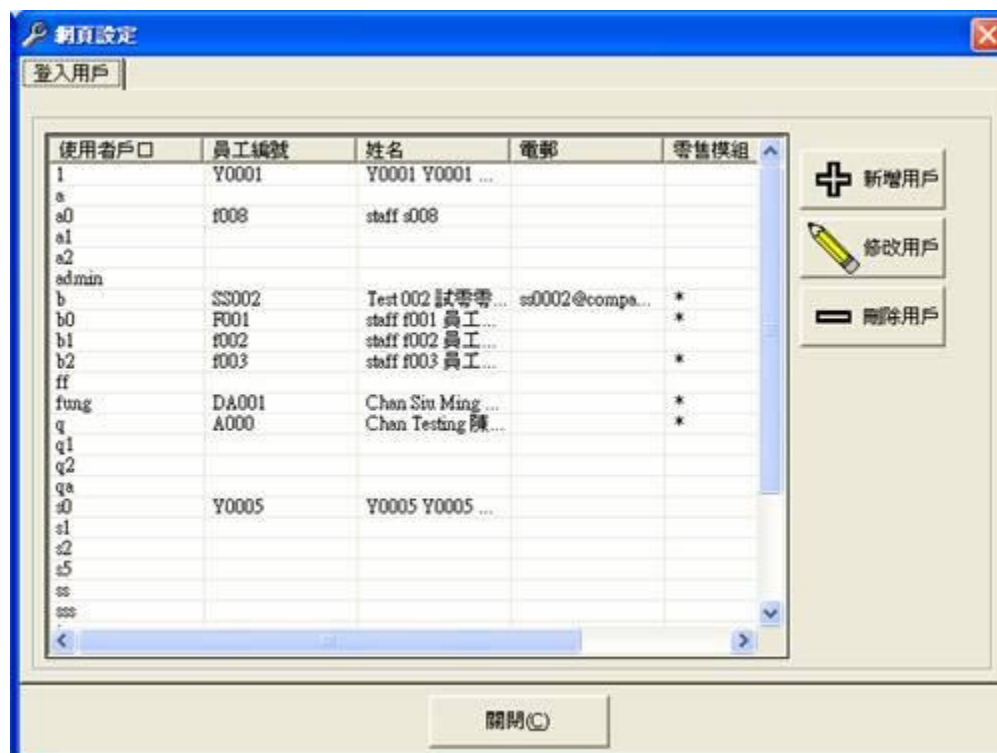 網頁設定
登入用戶
使用者戶口 員工編號 姓名 電郵 零售模組
1 Y0001 Y0001 Y0001 ...
a
a0 f008 staff s008
a1
a2
admin
b SS002 Test 002 試零零... ss0002@compa... *
b0 F001 staff f001 員工... *
b1 f002 staff f002 員工...
b2 f003 staff f003 員工... *
ff
fung DA001 Chan Siu Ming ... *
q A000 Chan Testing 陳... *
q1
q2
qa
s0 Y0005 Y0005 Y0005 ...
s1
s2
s5
ss
sss
新增用戶
修改用戶
刪除用戶
關閉(C)